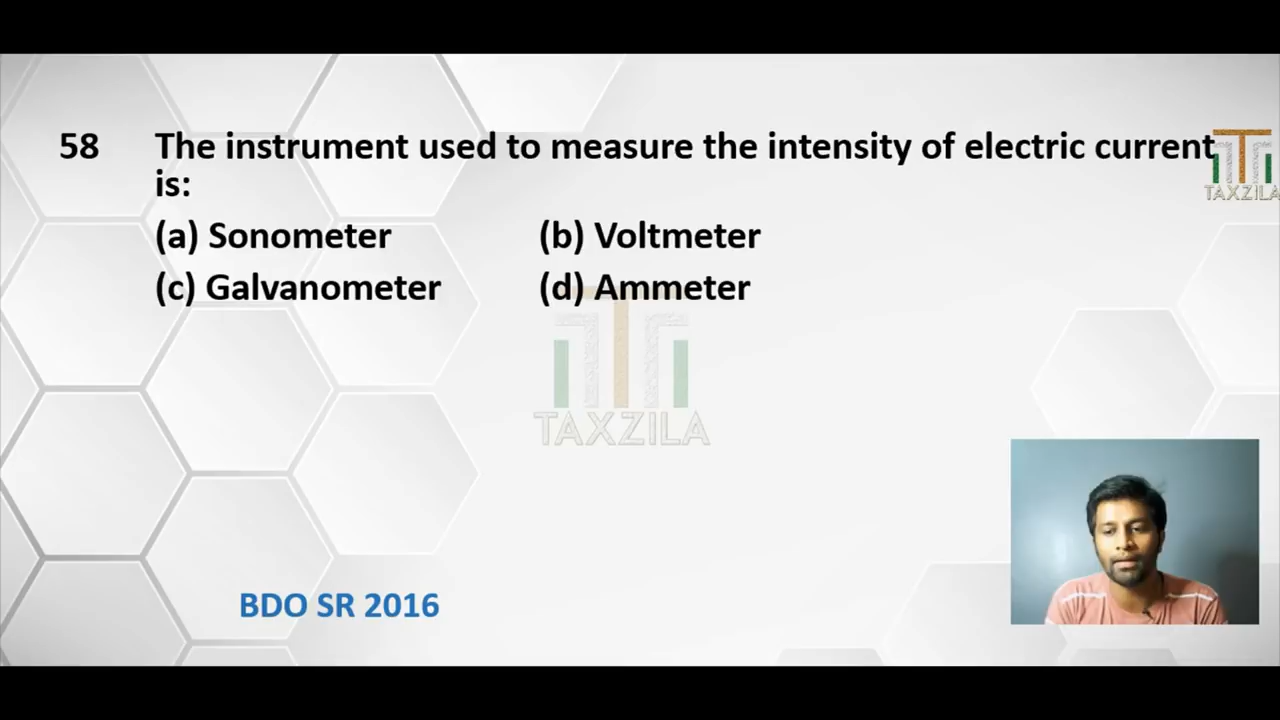 58 The instrument used to measure the intensity of electric current
is:
(a) Sonometer (b) Voltmeter
(c) Galvanometer (d) Ammeter
BDO SR 2016
TAXZILA
TAXZILA